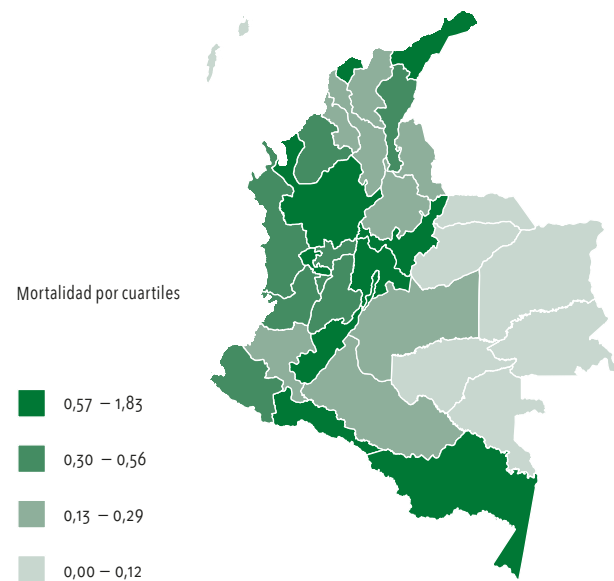 Mortalidad por cuartiles
0,57 – 1,83
0,30 – 0,56
0,13 – 0,29
0,00 – 0,12